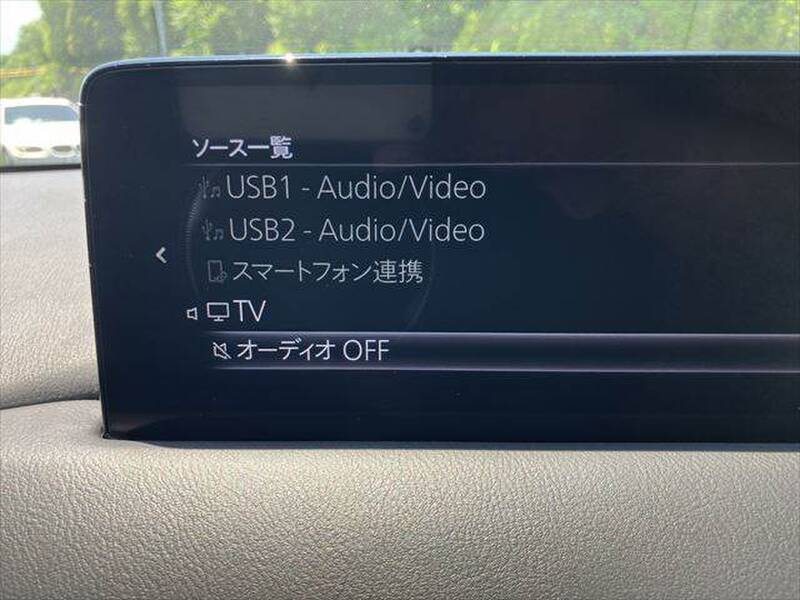 ソース一覧
USB1 - Audio/Video
USB2 - Audio/Video
スマートフォン連携
TV
オーディオ OFF